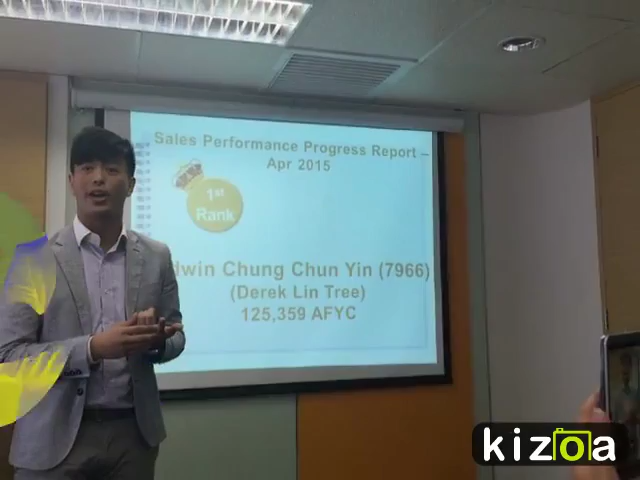 Sales Performance Progress Report –
Apr 2015
1st
Rank
dwin Chung Chun Yin (7966)
(Derek Lin Tree)
125,359 AFYC
kizoa